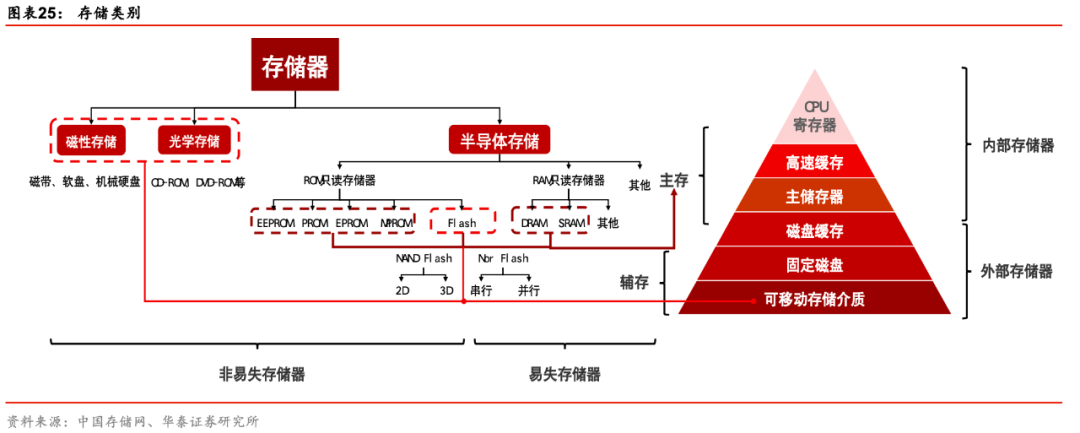 图表25： 存储类别
存储器
磁性存储
光学存储
半导体存储
磁带、软盘、机械硬盘
CD-ROM、DVD-ROM等
ROM只读存储器
RAM只读存储器
其他
EEPROM
PROM
EPROM
MPROM
Flash
DRAM
SRAM
其他
NAND Flash
Nor Flash
2D
3D
串行
并行
非易失存储器
易失存储器
主存
辅存
CPU
寄存器
高速缓存
主储存器
磁盘缓存
固定磁盘
可移动存储介质
内部存储器
外部存储器
资料来源：中国存储网、华泰证券研究所